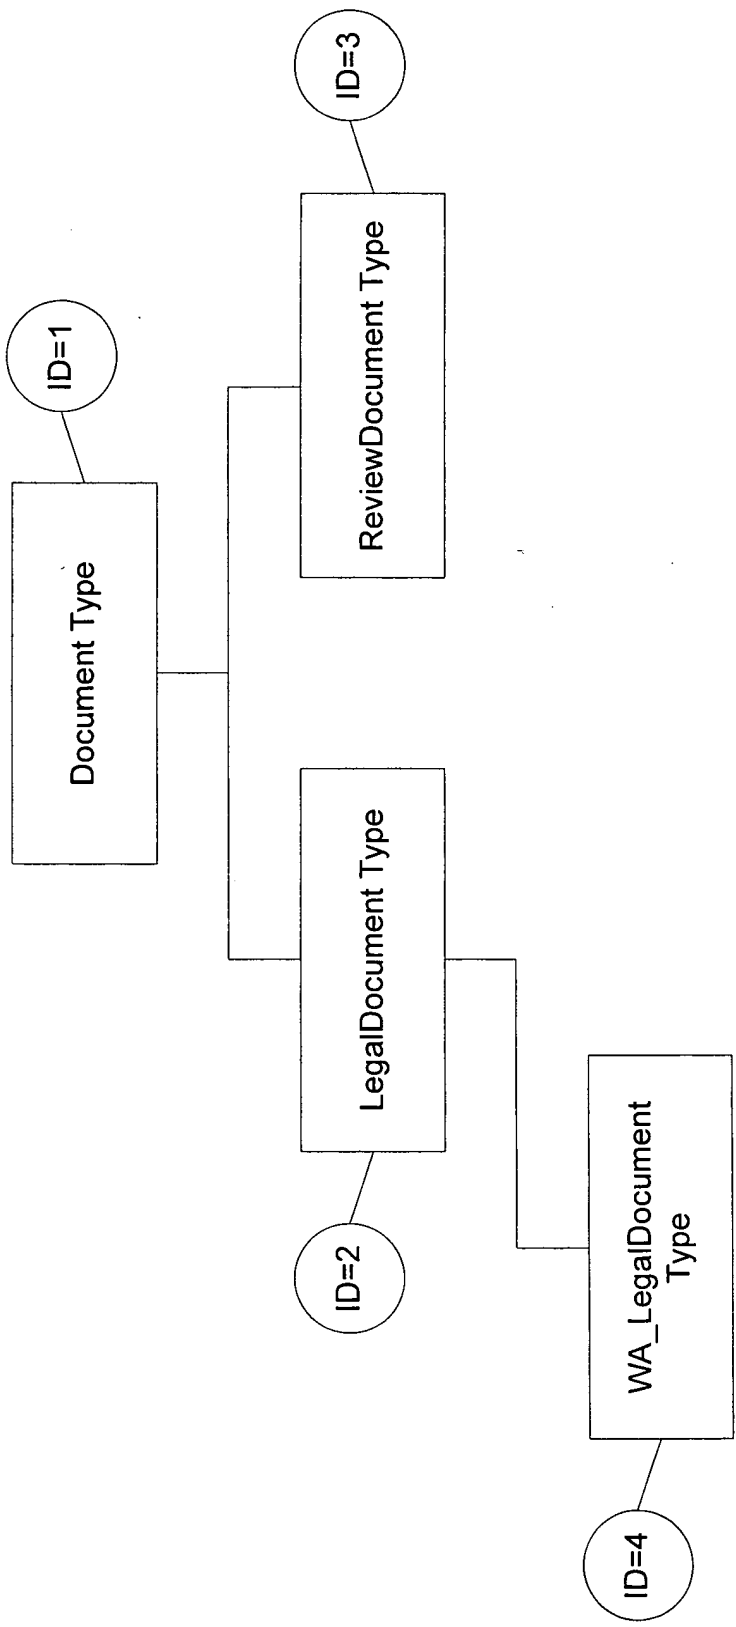 Document Type
ID=1
ID=2
LegalDocument Type
ReviewDocument Type
ID=3
ID=4
WA_LegalDocument
Type